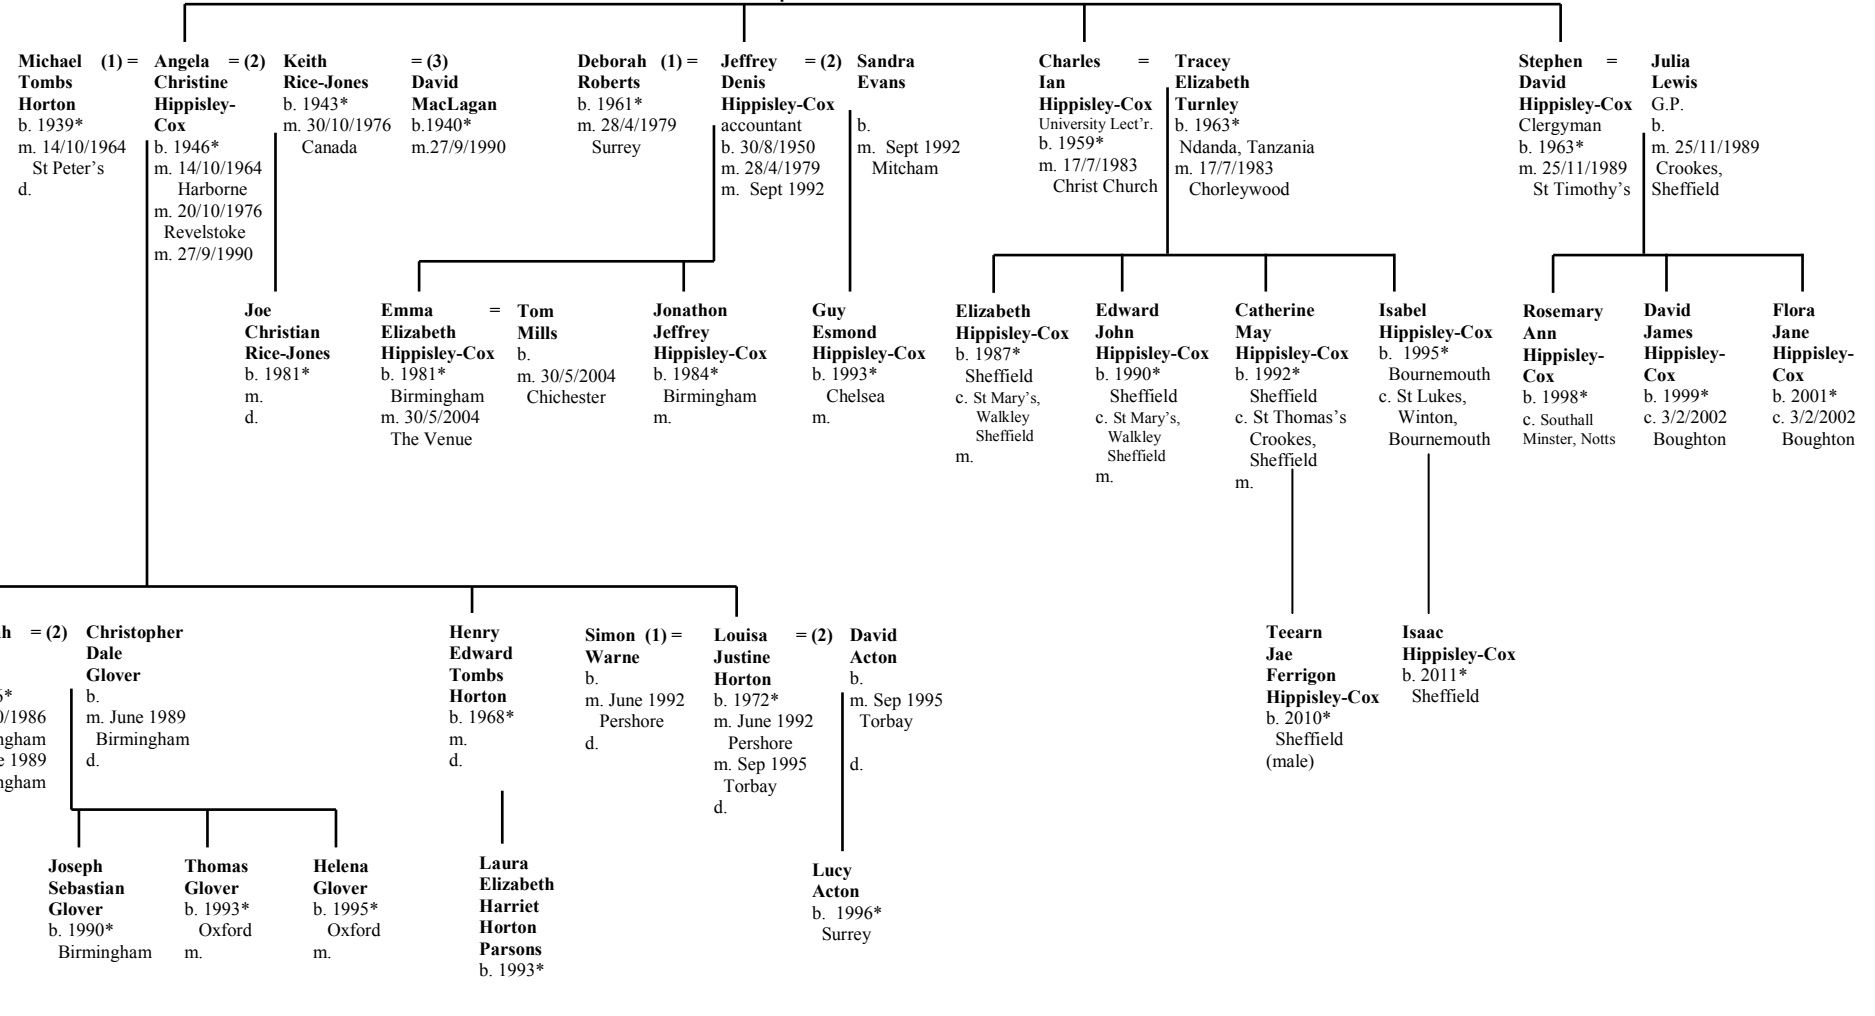 Michael (1) =
Tombs
Horton
b. 1939*
m. 14/10/1964
St Peter’s
d.
Angela = (2)
Christine
Hippisley-
Cox
b. 1946*
m. 14/10/1964
Harborne
m. 20/10/1976
Revelstoke
m. 27/9/1990
Keith
Rice-Jones
b. 1943*
m. 30/10/1976
Canada
= (3)
David
MacLagan
b.1940*
m.27/9/1990
Deborah (1) =
Roberts
b. 1961*
m. 28/4/1979
Surrey
Jeffrey = (2)
Denis
Hippisley-Cox
accountant
b. 30/8/1950
m. 28/4/1979
m. Sept 1992
Sandra
Evans
b.
m. Sept 1992
Mitcham
Charles =
Ian
Hippisley-Cox
University Lect’r.
b. 1959*
m. 17/7/1983
Christ Church
Tracey
Elizabeth
Turnley
b. 1963*
Ndanda, Tanzania
m. 17/7/1983
Chorleywood
Stephen =
David
Hippisley-Cox
Clergyman
b. 1963*
m. 25/11/1989
St Timothy’s
Julia
Lewis
G.P.
b.
m. 25/11/1989
Crookes,
Sheffield
Joe
Christian
Rice-Jones
b. 1981*
m.
d.
Emma =
Elizabeth
Hippisley-Cox
b. 1981*
Birmingham
m. 30/5/2004
The Venue
Tom
Mills
b.
m. 30/5/2004
Chichester
Jonathon
Jeffrey
Hippisley-Cox
b. 1984*
Birmingham
m.
Guy
Esmond
Hippisley-Cox
b. 1993*
Chelsea
m.
Elizabeth
Hippisley-Cox
b. 1987*
Sheffield
c. St Mary’s,
Walkley
Sheffield
m.
Edward
John
Hippisley-Cox
b. 1990*
Sheffield
c. St Mary’s,
Walkley
Sheffield
m.
Catherine
May
Hippisley-Cox
b. 1992*
Sheffield
c. St Thomas’s
Crookes,
Sheffield
m.
Isabel
Hippisley-Cox
b. 1995*
Bournemouth
c. St Lukes,
Winton,
Bournemouth
Rosemary
Ann
Hippisley-
Cox
b. 1998*
c. Southall
Minster, Notts
David
James
Hippisley-
Cox
b. 1999*
c. 3/2/2002
Boughton
Flora
Jane
Hippisley-
Cox
b. 2001*
c. 3/2/2002
Boughton
h = (2)
*
/1986
ngham
e 1989
ngham
Christopher
Dale
Glover
b.
m. June 1989
Birmingham
d.
Henry
Edward
Tombs
Horton
b. 1968*
m.
d.
Simon (1) =
Warne
b.
m. June 1992
Pershore
d.
Louisa = (2)
Justine
Horton
b. 1972*
m. June 1992
Pershore
m. Sep 1995
Torbay
d.
David
Acton
b.
m. Sep 1995
Torbay
d.
Teearn
Jae
Ferrigon
Hippisley-Cox
b. 2010*
Sheffield
(male)
Isaac
Hippisley-Cox
b. 2011*
Sheffield
Joseph
Sebastian
Glover
b. 1990*
Birmingham
Thomas
Glover
b. 1993*
Oxford
m.
Helena
Glover
b. 1995*
Oxford
m.
Laura
Elizabeth
Harriet
Horton
Parsons
b. 1993*
Lucy
Acton
b. 1996*
Surrey